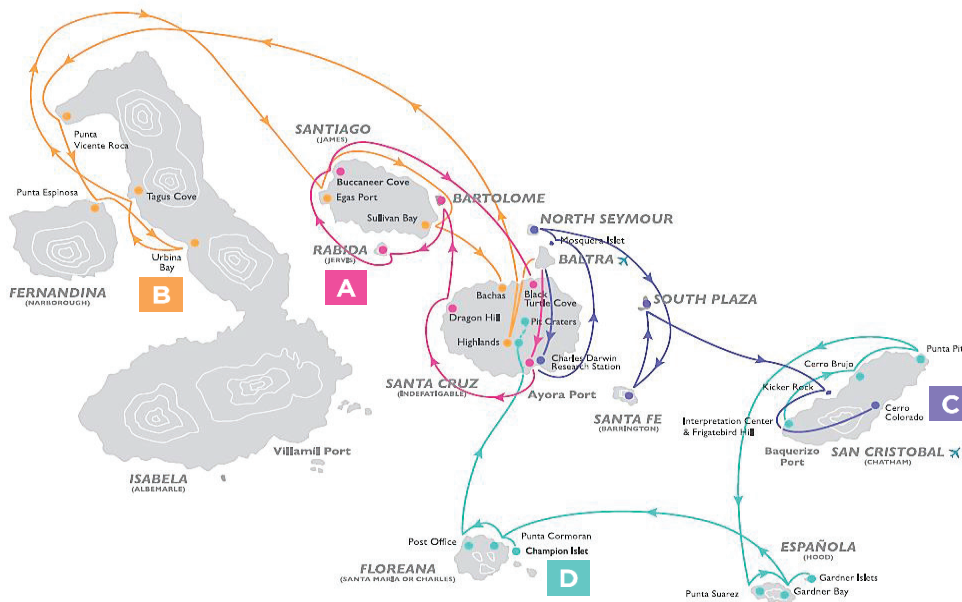 SANTIAGO
(JAMES)
Punta
Vicente Roca
Buccaneer Cove
Egas Port
BARTOLOME
Punta Espinosa
Tagus Cove
Sullivan Bay
NORTH SEYMOUR
Mosquera Islet
RABIDA
(JERVIS)
BALTRA
Urbina
Bay
B
A
FERNANDINA
(NARBOROUGH)
Bachas
Black
Turtle Cove
SOUTH PLAZA
Dragon Hill
Pit Craters
Highlands
Punta Pit
Charles Darwin
Research Station
Cerro Brujo
SANTA CRUZ
(INDEFATIGABLE)
Kicker Rock
Ayora Port
C
SANTA FE
(BARRINGTON)
Cerro
Colorado
Interpretation Center
& Frigatebird Hill
Villamil Port
Baquerizo
Port
SAN CRISTOBAL
(CHATHAM)
ISABELA
(ALBEMARLE)
Post Office
Punta Cormoran
Champion Islet
ESPAÑOLA
(HOOD)
FLOREANA
(SANTA MARIA OR CHARLES)
D
Gardner Islets
Punta Suarez
Gardner Bay